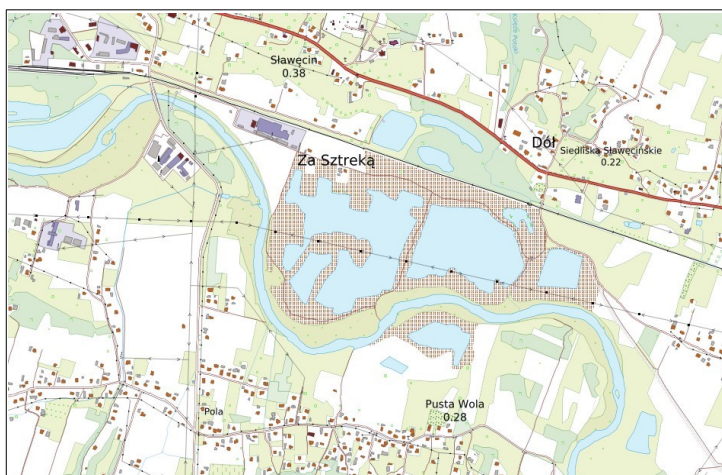 Sławęcin
0.38
Dół
Siedliska Sławęcińskie
0.22
Za Sztreką
Pusta Wola
0.28
Pola